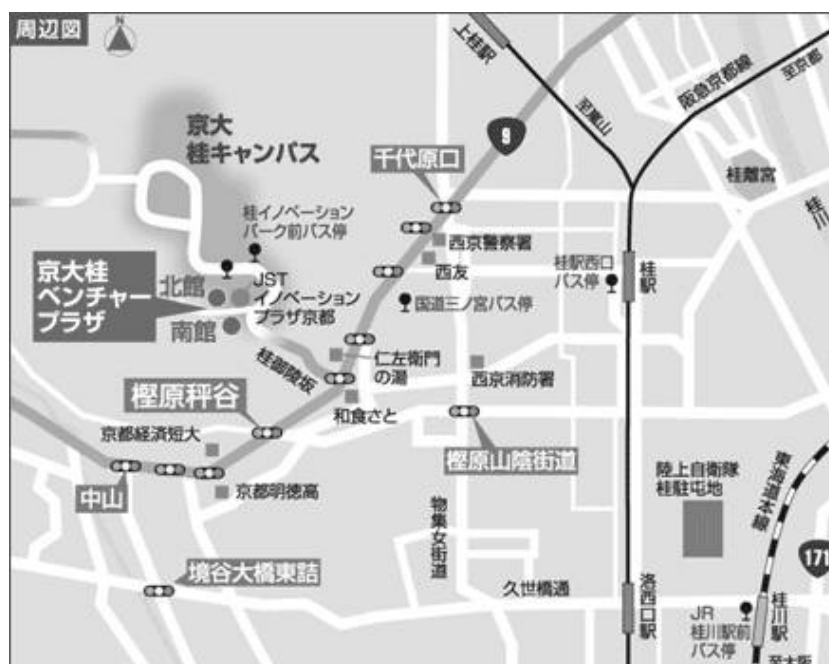 周辺図
N
上桂駅
至嵐山
阪急京都線
至京都
9
京大
桂キャンパス
千代原口
桂離宮
桂川
桂イノベーション
パーク前バス停
西京警察署
西友
桂駅西口
バス停
桂駅
京大桂
ベンチャー
プラザ
北館
南館
JST
イノベーション
プラザ京都
国道三ノ宮バス停
桂御陵坂
仁左衛門
の湯
西京消防署
和食さと
樫原秤谷
京都経済短大
樫原山陰街道
中山
京都明徳高
陸上自衛隊
桂駐屯地
東海道本線
物集女街道
171
境谷大橋東詰
久世橋通
洛西口駅
JR
桂川駅前
バス停
桂川駅
至大阪